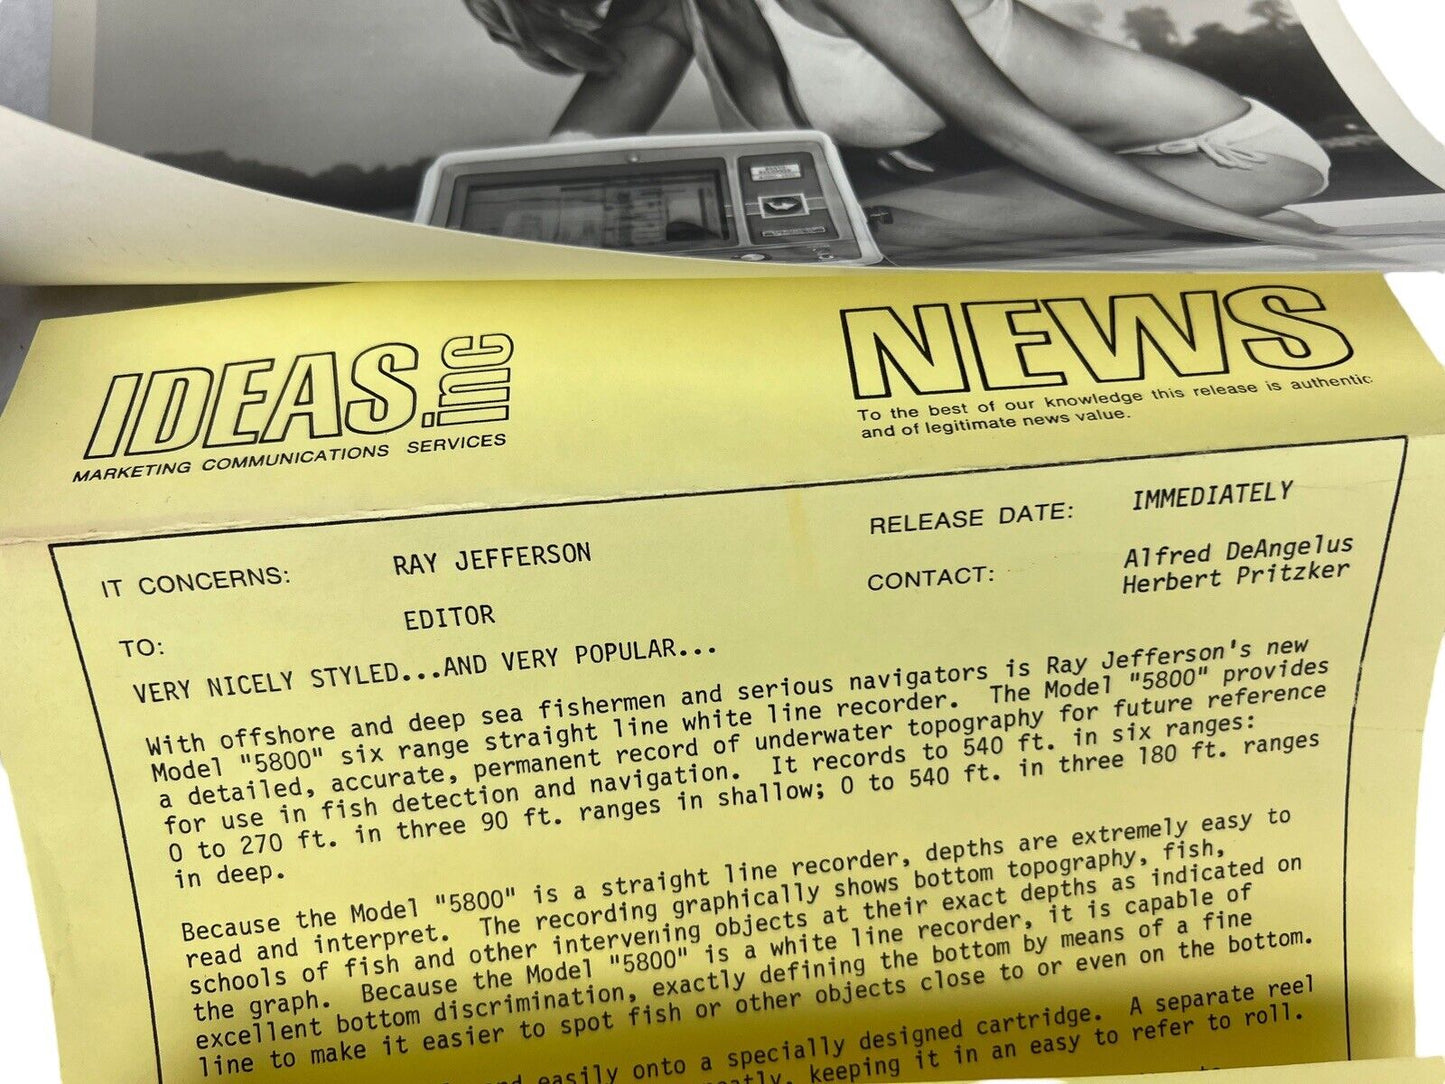 IDEAS.inc
MARKETING COMMUNICATIONS SERVICES
NEWS
To the best of our knowledge this release is authentic
and of legitimate news value.
IT CONCERNS: RAY JEFFERSON
TO: EDITOR
RELEASE DATE: IMMEDIATELY
CONTACT: Alfred DeAngelus
Herbert Pritzker
VERY NICELY STYLED...AND VERY POPULAR...
With offshore and deep sea fishermen and serious navigators is Ray Jefferson's new
Model "5800" six range straight line white line recorder. The Model "5800" provides
a detailed, accurate, permanent record of underwater topography for future reference
for use in fish detection and navigation. It records to 540 ft. in six ranges:
0 to 270 ft. in three 90 ft. ranges in shallow; 0 to 540 ft. in three 180 ft. ranges
in deep.
Because the Model "5800" is a straight line recorder, depths are extremely easy to
read and interpret. The recording graphically shows bottom topography, fish,
schools of fish and other intervening objects at their exact depths as indicated on
the graph. Because the Model "5800" is a white line recorder, it is capable of
excellent bottom discrimination, exactly defining the bottom by means of a fine
line to make it easier to spot fish or other objects close to or even on the bottom.
easily onto a specially designed cartridge. A separate reel
keeping it in an easy to refer to roll.